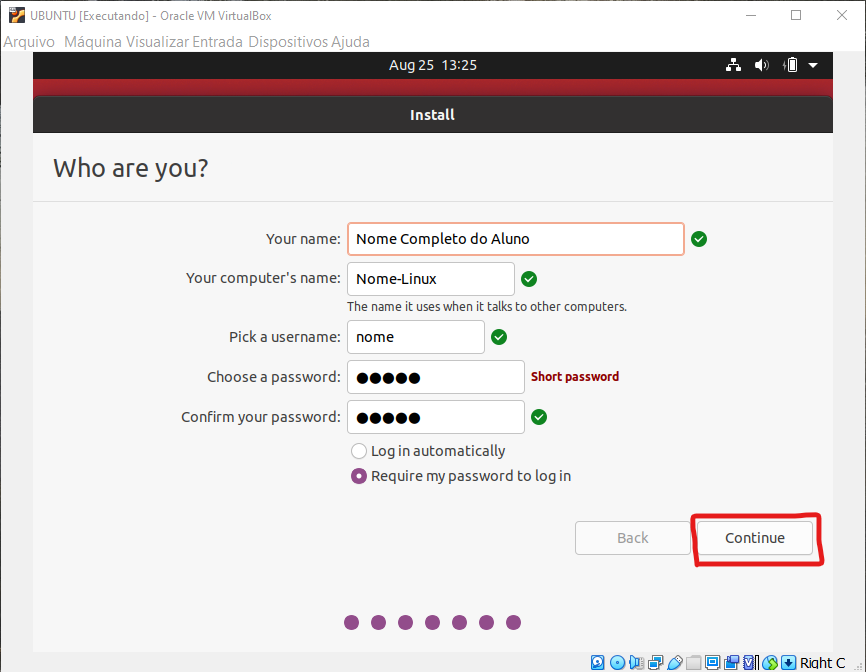 UBUNTU [Executando] - Oracle VM VirtualBox
Arquivo Máquina Visualizar Entrada Dispositivos Ajuda
Aug 25 13:25
Install
Who are you?
Your name: Nome Completo do Aluno
Your computer's name: Nome-Linux
The name it uses when it talks to other computers.
Pick a username: nome
Choose a password: ●●●●● Short password
Confirm your password: ●●●●●
Log in automatically
Require my password to log in
Back Continue
Right C